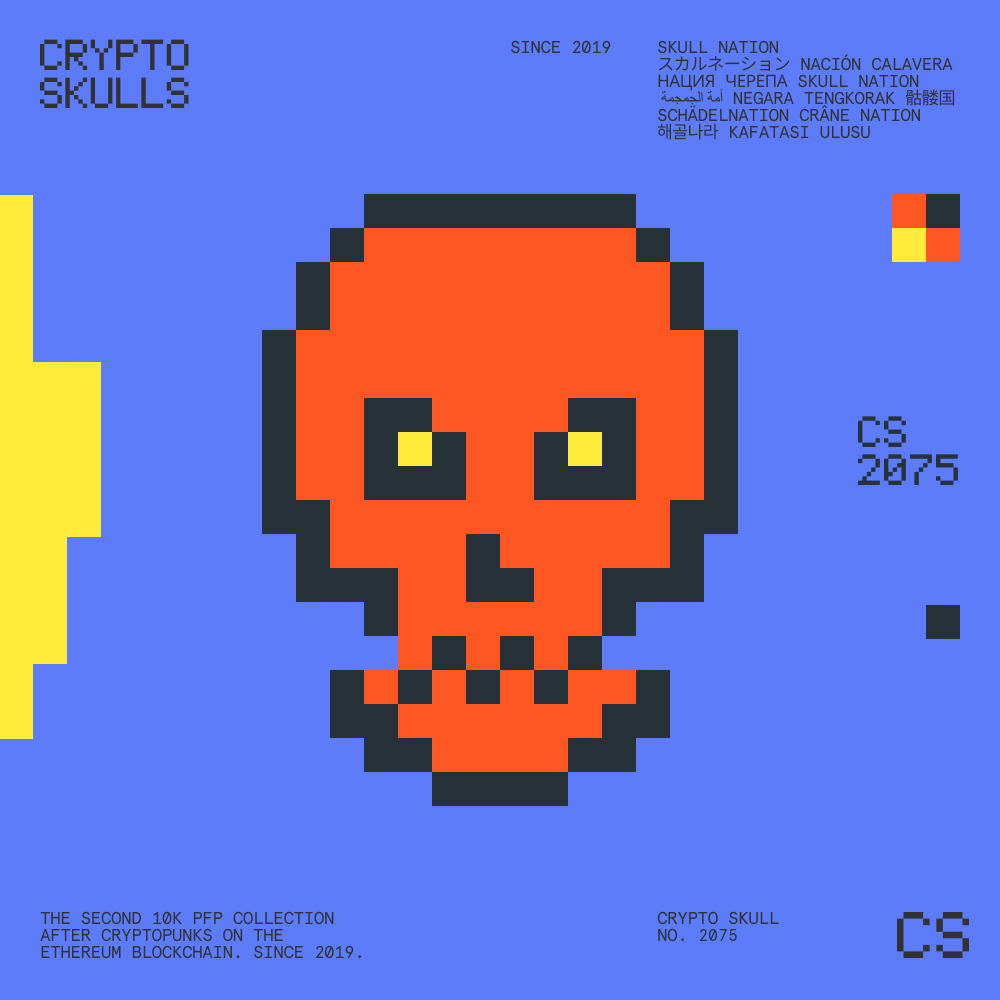 CRYPTO
SKULLS
SINCE 2019
SKULL NATION
スカルネーション NACIÓN CALAVERA
НАЦИЯ ЧЕРЕПА SKULL NATION
أمة الجمجمة NEGARA TENGKORAK 骷髅国
SCHÄDELNATION CRÂNE NATION
해골나라 KAFATASI ULUSU
CS
2075
THE SECOND 10K PFP COLLECTION
AFTER CRYPTOPUNKS ON THE
ETHEREUM BLOCKCHAIN. SINCE 2019.
CRYPTO SKULL
NO. 2075
CS